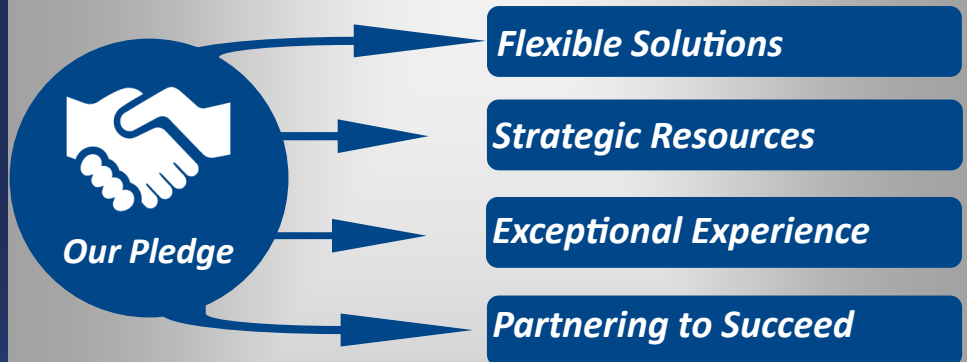 Flexible Solutions
Strategic Resources
Our Pledge
Exceptional Experience
Partnering to Succeed